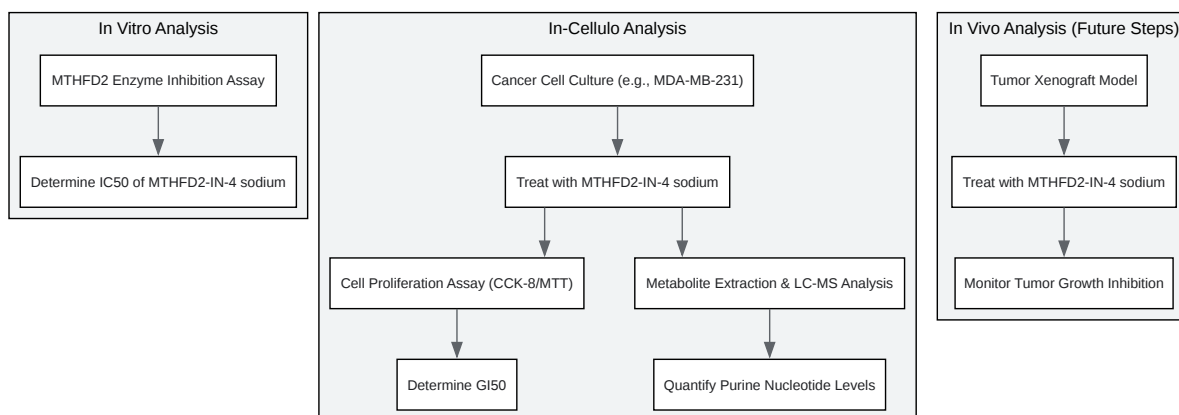 In Vitro Analysis
MTHFD2 Enzyme Inhibition Assay
Determine IC50 of MTHFD2-IN-4 sodium
In-Cellulo Analysis
Cancer Cell Culture (e.g., MDA-MB-231)
Treat with MTHFD2-IN-4 sodium
Cell Proliferation Assay (CCK-8/MTT)
Metabolite Extraction & LC-MS Analysis
Determine GI50
Quantify Purine Nucleotide Levels
In Vivo Analysis (Future Steps)
Tumor Xenograft Model
Treat with MTHFD2-IN-4 sodium
Monitor Tumor Growth Inhibition